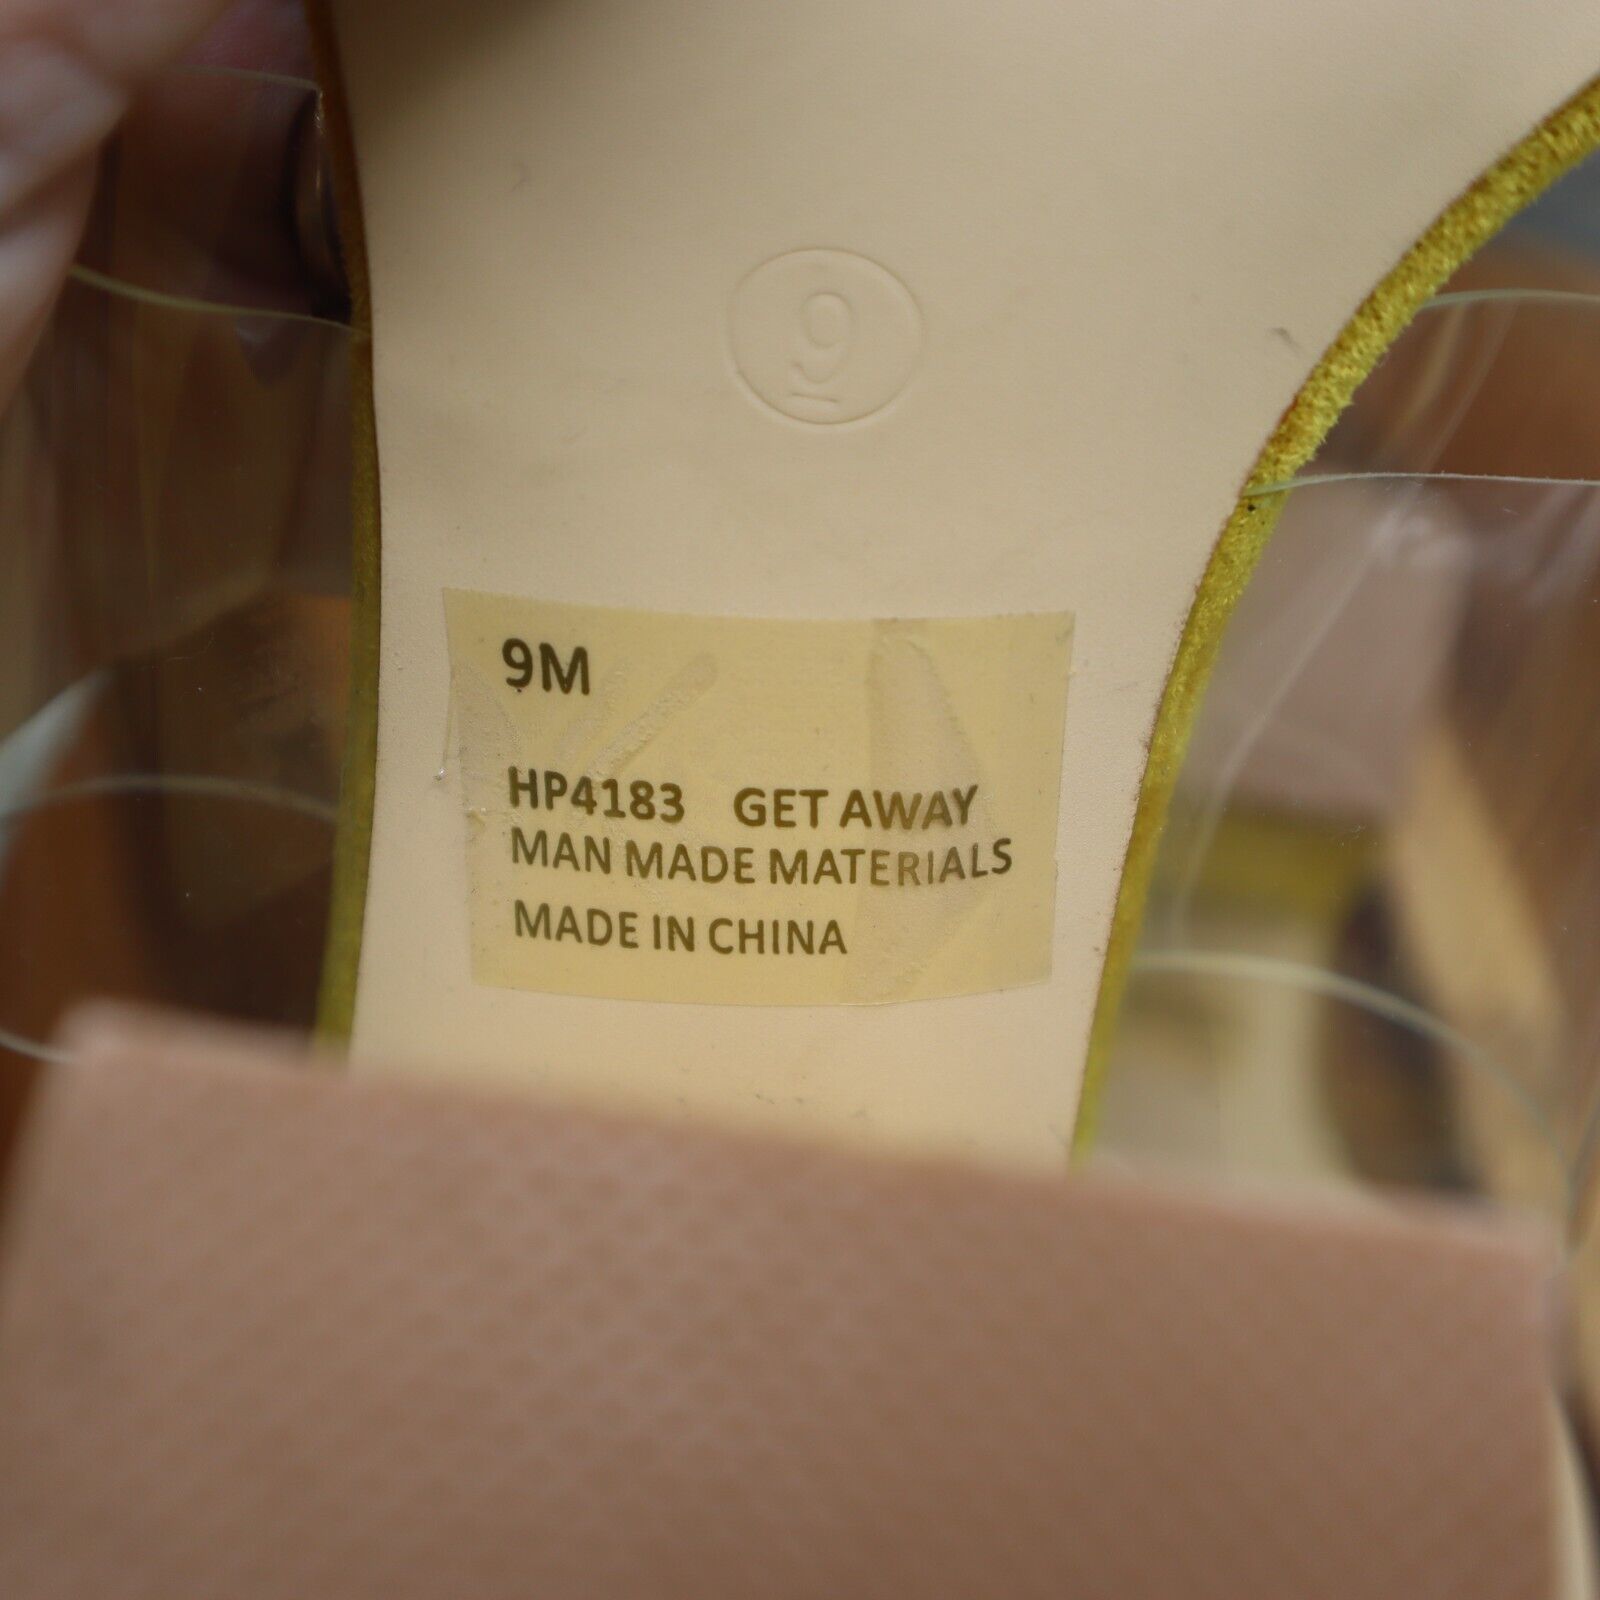 9
9M
HP4183 GET AWAY
MAN MADE MATERIALS
MADE IN CHINA